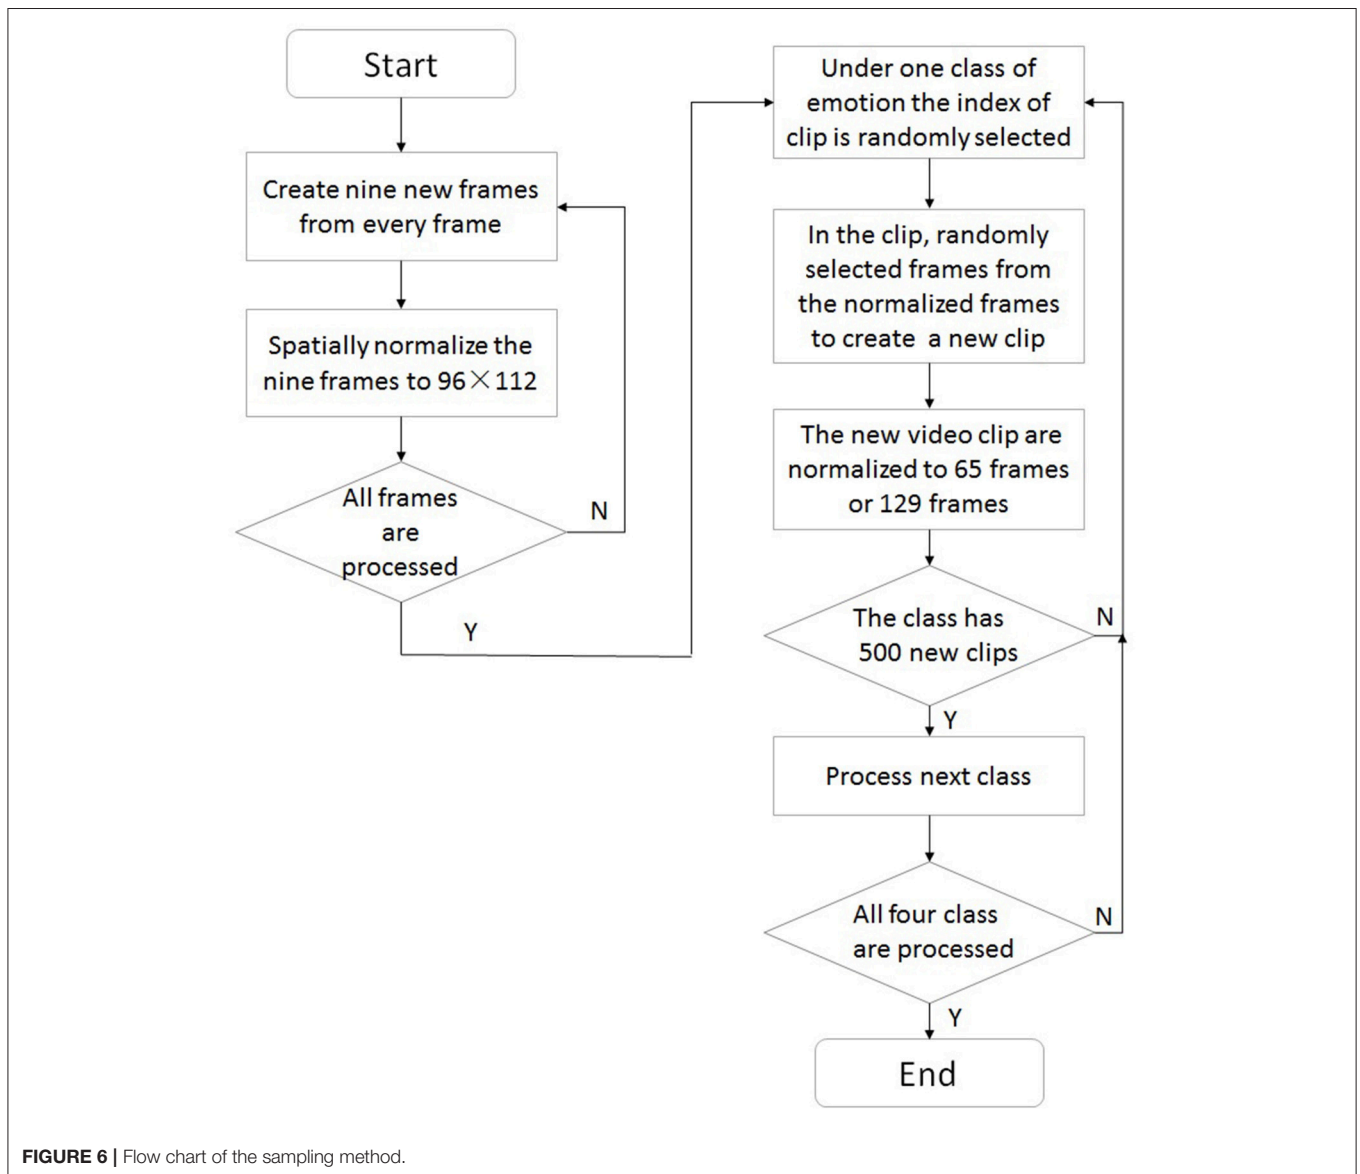 Start
Create nine new frames
from every frame
Spatially normalize the
nine frames to 96×112
All frames
are
processed
N
Y
Under one class of
emotion the index of
clip is randomly selected
In the clip, randomly
selected frames from
the normalized frames
to create a new clip
The new video clip are
normalized to 65 frames
or 129 frames
The class has
500 new clips
N
Y
Process next class
All four class
are processed
N
Y
End
FIGURE 6 | Flow chart of the sampling method.